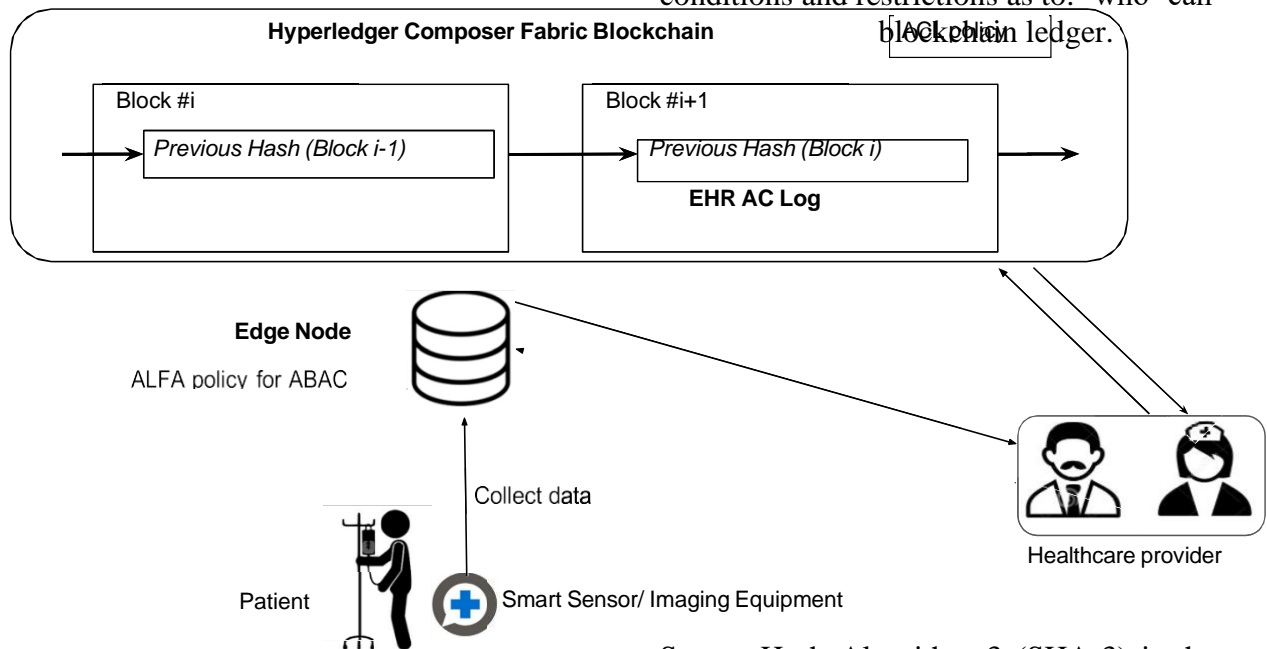 conditions and restrictions as to: "who" can
blockchain ledger.
Hyperledger Composer Fabric Blockchain
ACL policy
Block #i
Previous Hash (Block i-1)
Block #i+1
Previous Hash (Block i)
EHR AC Log
Edge Node
ALFA policy for ABAC
Collect data
Healthcare provider
Patient
Smart Sensor/ Imaging Equipment
Hash Algorithm 3 (SHA-3) is the